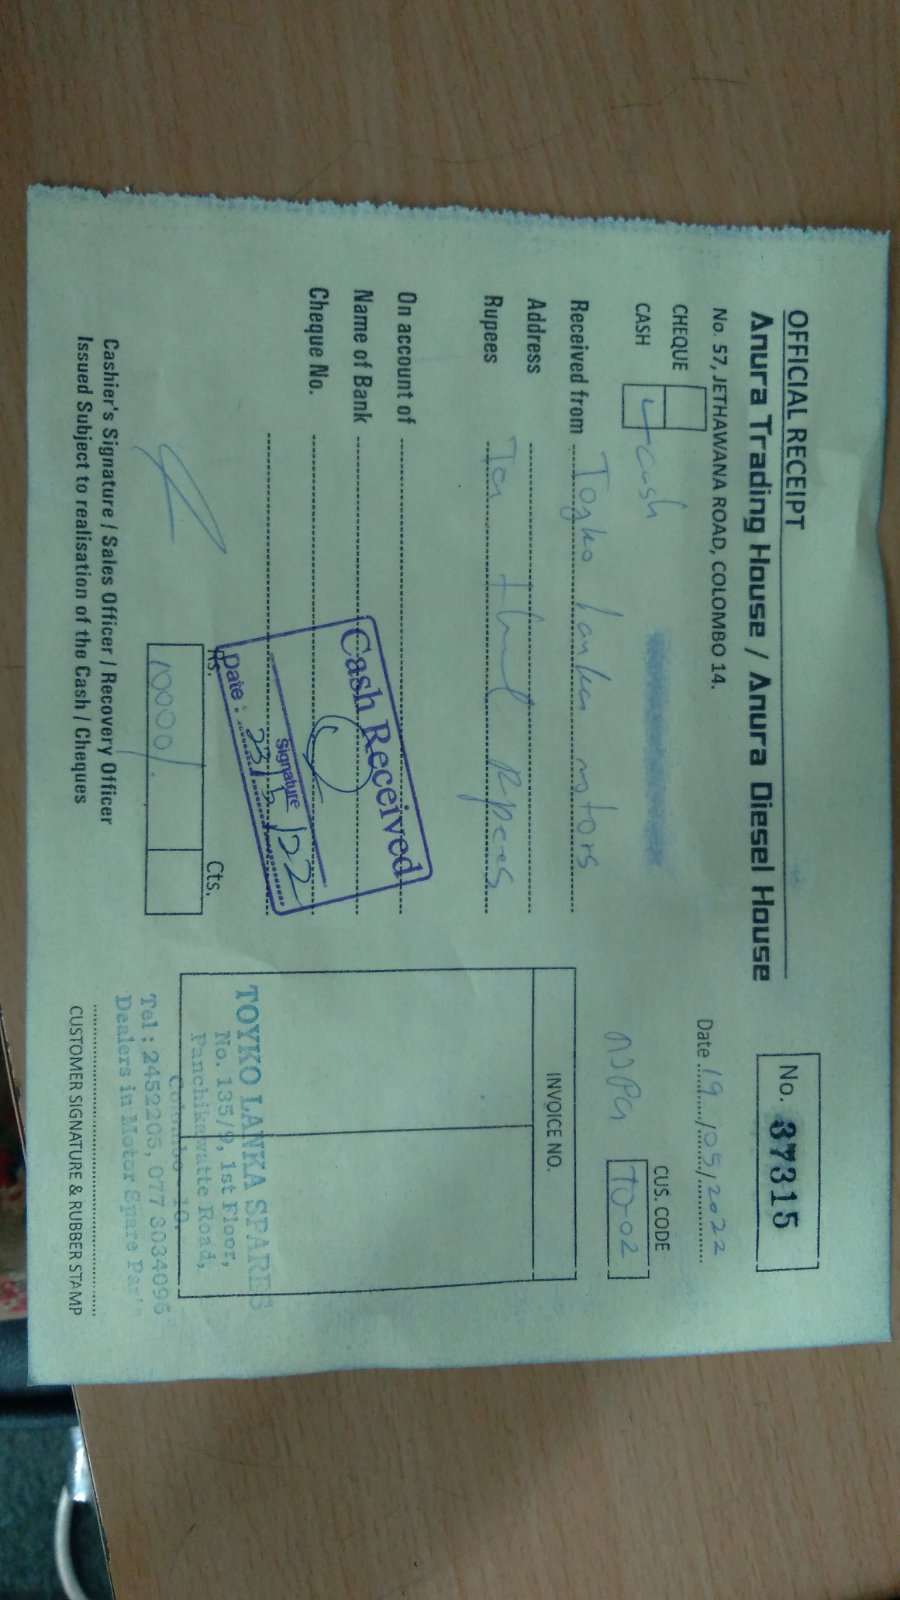 OFFICIAL RECEIPT
Anura Trading House / Anura Diesel House
No. 57, JETHAWANA ROAD, COLOMBO 14.
No. 37315
Date 19/05/2022
CHEQUE
CASH cash
CUS. CODE
TO-02
Received from Toyko Lanka motors
Address
Rupees Ten Rpees
INVOICE NO.
On account of
Name of Bank
Cheque No.
Cash Received
Signature
Date : 23/5/22
Rs. Cts.
10000/.
TOYKO LANKA SPARES
No. 135/9, 1st Floor,
Panchikawatte Road,
Colombo - 10.
Tel : 2452205, 077 3034095
Dealers in Motor Spare Parts
Cashier's Signature / Sales Officer / Recovery Officer
Issued Subject to realisation of the Cash / Cheques
CUSTOMER SIGNATURE & RUBBER STAMP